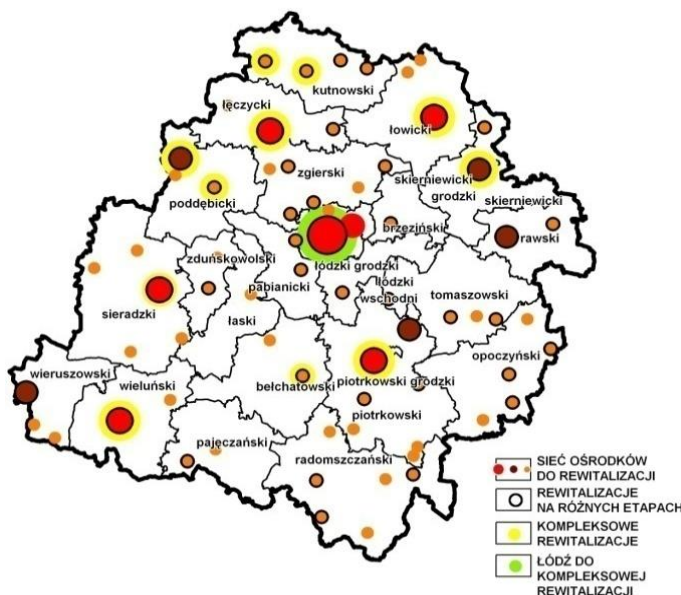 kutnowski
łęczycki
łowicki
zgierski
skierniewicki
grodzki
skierniewicki
poddębicki
brzeziński
rawski
zduńskowolski
łódzki grodzki
łódzki
wschodni
pabianicki
tomaszowski
sieradzki
łaski
opoczyński
wieruszowski
wieluński
bełchatowski
piotrkowski grodzki
piotrkowski
pajęczański
radomszczański
SIEĆ OŚRODKÓW
DO REWITALIZACJI
REWITALIZACJE
NA RÓŻNYCH ETAPACH
KOMPLEKSOWE
REWITALIZACJE
ŁÓDŹ DO
KOMPLEKSOWEJ
REWITALIZACJI